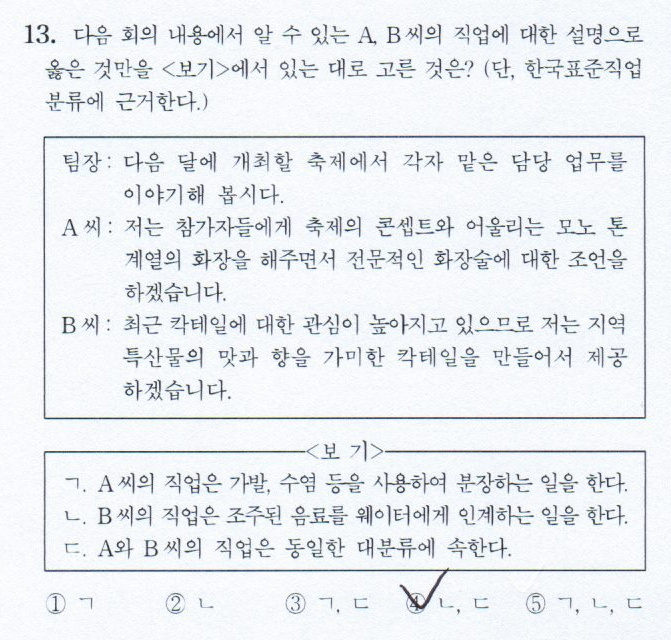 13. 다음 회의 내용에서 알 수 있는 A, B씨의 직업에 대한 설명으로
옳은 것만을 <보기>에서 있는 대로 고른 것은? (단, 한국표준직업
분류에 근거한다.)
팀장: 다음 달에 개최할 축제에서 각자 맡은 담당 업무를
이야기해 봅시다.
A씨: 저는 참가자들에게 축제의 콘셉트와 어울리는 모노 톤
계열의 화장을 해주면서 전문적인 화장술에 대한 조언을
하겠습니다.
B씨: 최근 칵테일에 대한 관심이 높아지고 있으므로 저는 지역
특산물의 맛과 향을 가미한 칵테일을 만들어서 제공
하겠습니다.
<보 기>
ㄱ. A씨의 직업은 가발, 수염 등을 사용하여 분장하는 일을 한다.
ㄴ. B씨의 직업은 조주된 음료를 웨이터에게 인계하는 일을 한다.
ㄷ. A와 B씨의 직업은 동일한 대분류에 속한다.
① ㄱ ② ㄴ ③ ㄱ, ㄷ ④ ㄴ, ㄷ ⑤ ㄱ, ㄴ, ㄷ